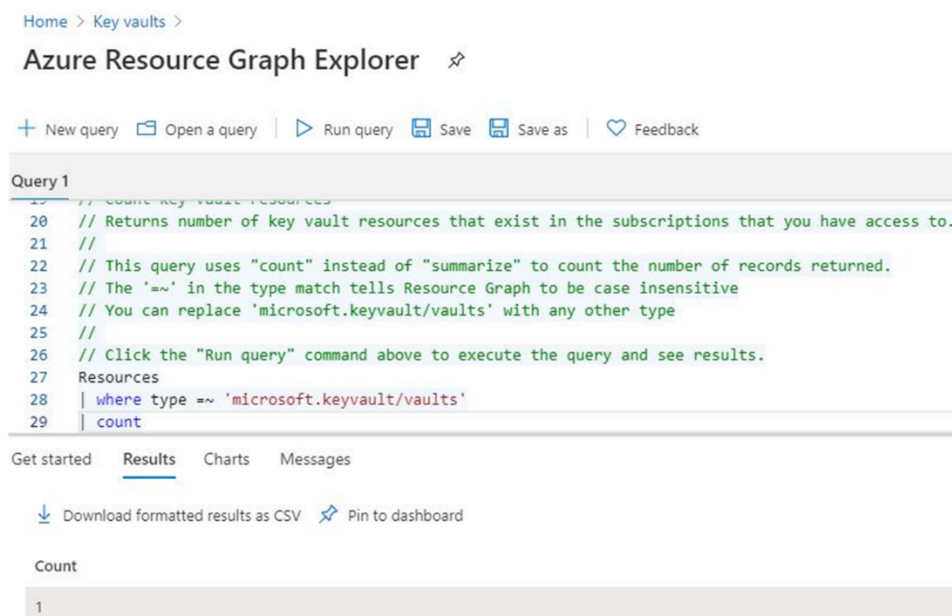 Home > Key vaults >
Azure Resource Graph Explorer
New query Open a query Run query Save Save as Feedback
Query 1
19 // Count key vault resources
20 // Returns number of key vault resources that exist in the subscriptions that you have access to.
21 //
22 // This query uses "count" instead of "summarize" to count the number of records returned.
23 // The '=~' in the type match tells Resource Graph to be case insensitive
24 // You can replace 'microsoft.keyvault/vaults' with any other type
25 //
26 // Click the "Run query" command above to execute the query and see results.
27 Resources
28 | where type =~ 'microsoft.keyvault/vaults'
29 | count
Get started Results Charts Messages
Download formatted results as CSV Pin to dashboard
Count
1